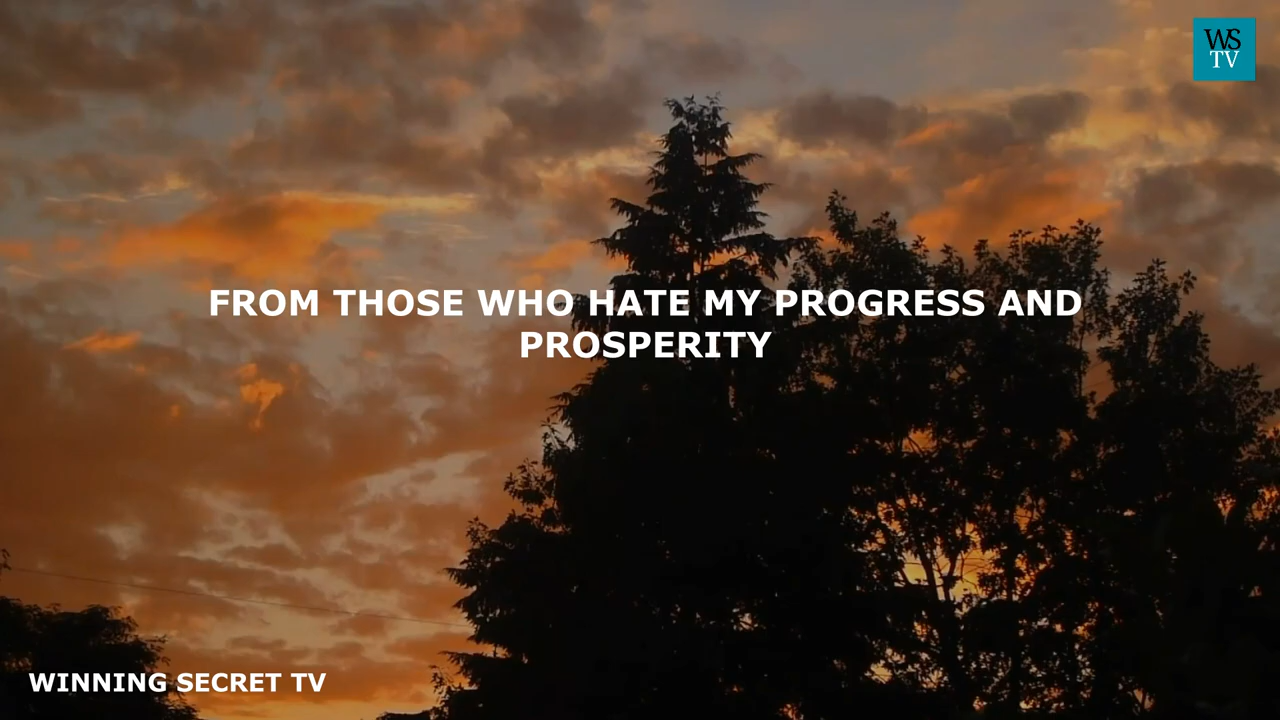 WS
TV
FROM THOSE WHO HATE MY PROGRESS AND
PROSPERITY
WINNING SECRET TV